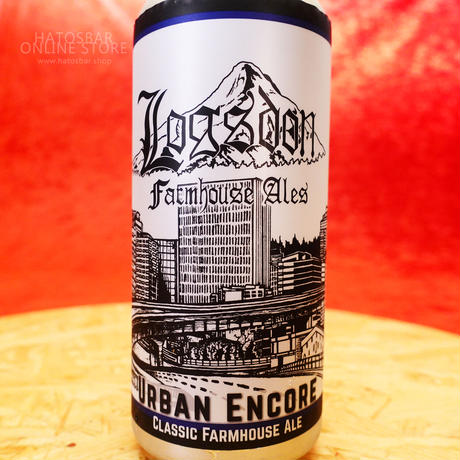 HATOSBAR
ONLINE STORE
www.hatosbar.shop
Logsdon
Farmhouse Ales
URBAN ENCORE
CLASSIC FARMHOUSE ALE